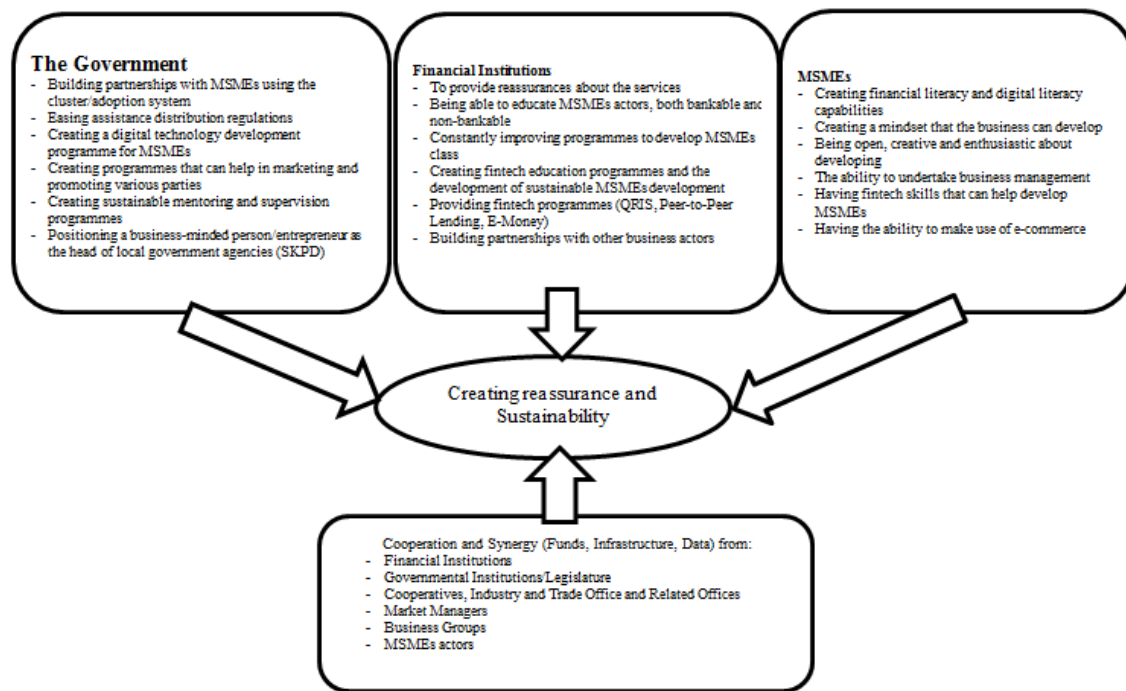 The Government
- Building partnerships with MSMEs using the
cluster/adoption system
- Easing assistance distribution regulations
- Creating a digital technology development
programme for MSMEs
- Creating programmes that can help in marketing and
promoting various parties
- Creating sustainable mentoring and supervision
programmes
- Positioning a business-minded person/entrepreneur as
the head of local government agencies (SKPD)
Financial Institutions
- To provide reassurances about the services
- Being able to educate MSMEs actors, both bankable and
non-bankable
- Constantly improving programmes to develop MSMEs
class
- Creating fintech education programmes and
the development of sustainable MSMEs development
- Providing fintech programmes (QRIS, Peer-to-Peer
Lending, E-Money)
- Building partnerships with other business actors
MSMEs
- Creating financial literacy and digital literacy
capabilities
- Creating a mindset that the business can develop
- Being open, creative and enthusiastic about
developing
- The ability to undertake business management
- Having fintech skills that can help develop
MSMEs
- Having the ability to make use of e-commerce
Creating reassurance and
Sustainability
Cooperation and Synergy (Funds, Infrastructure, Data) from:
- Financial Institutions
- Governmental Institutions/Legislature
- Cooperatives, Industry and Trade Office and Related Offices
- Market Managers
- Business Groups
- MSMEs actors